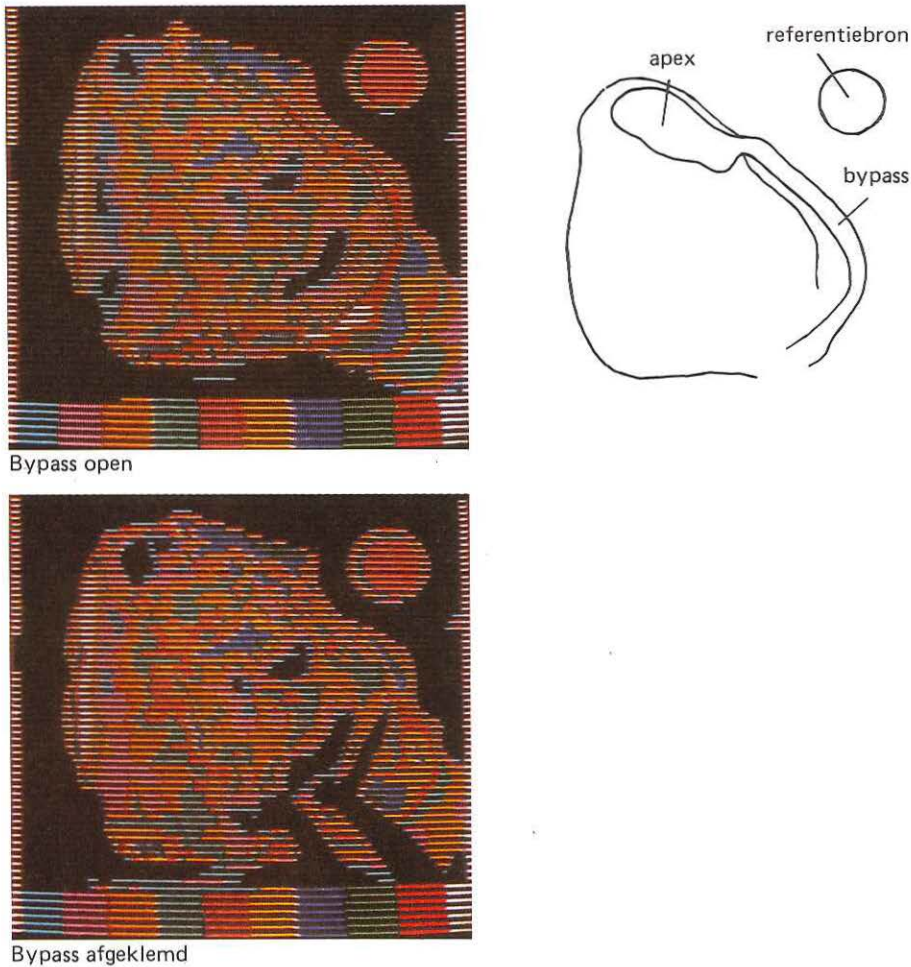 referentiebron
apex
bypass
Bypass open
Bypass afgeklemd